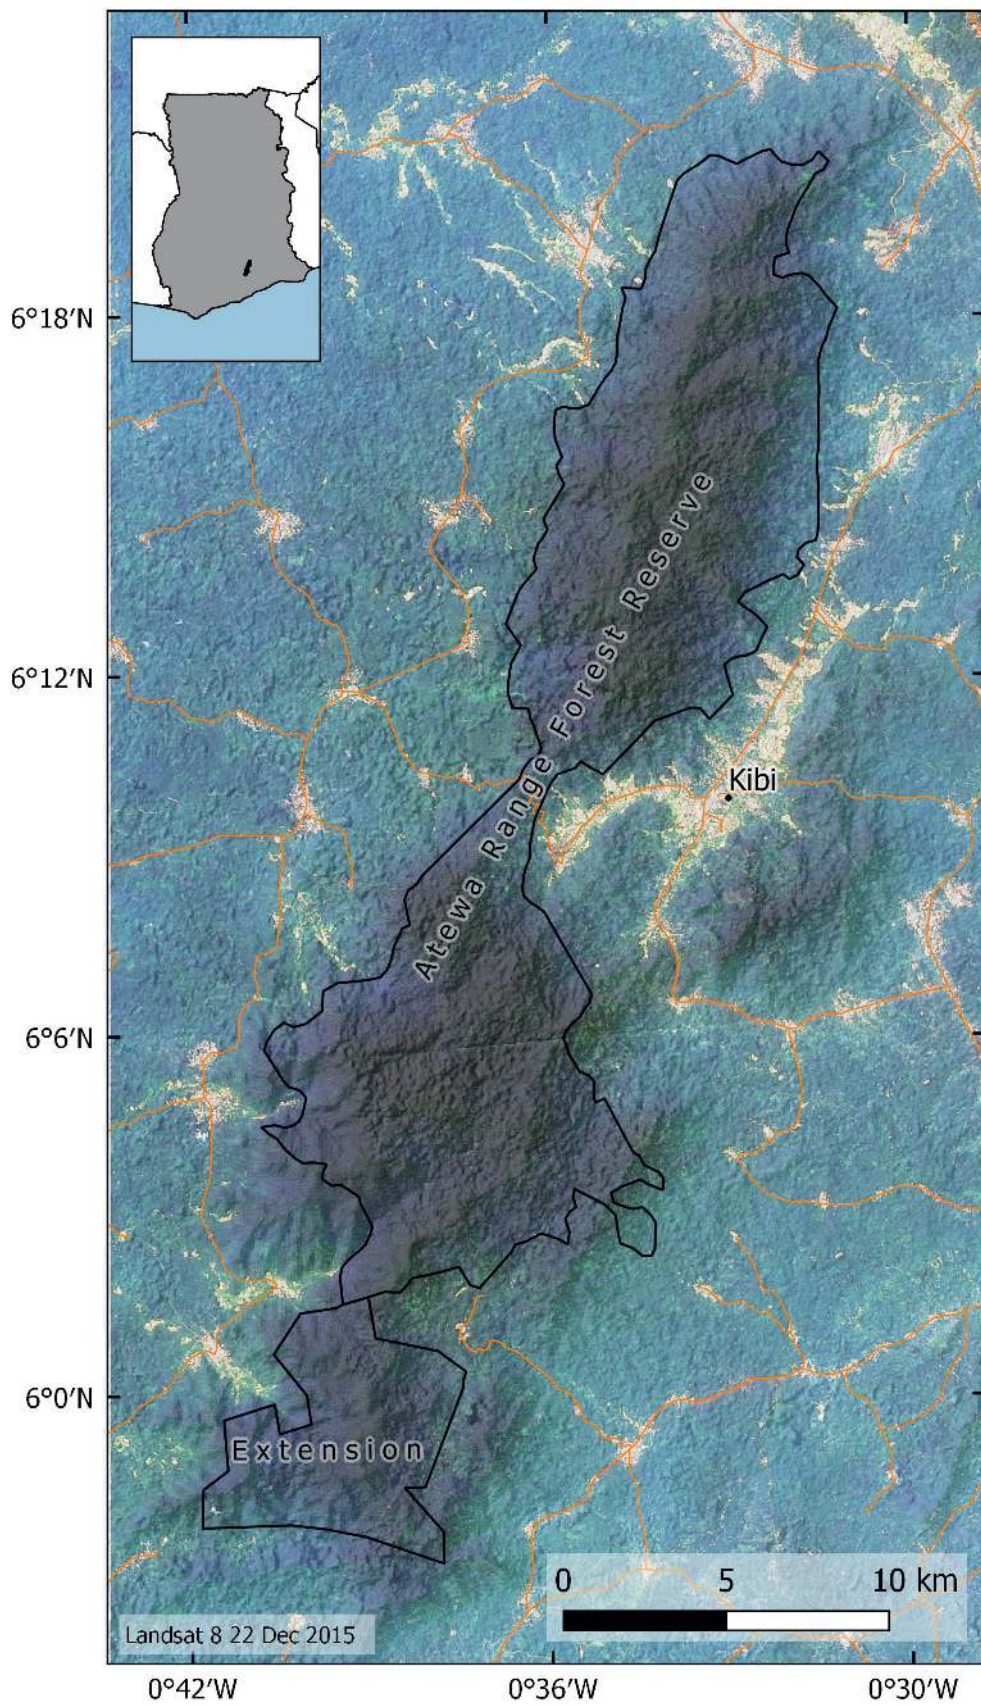 6°18′N
6°12′N
6°6′N
6°0′N
Atewa Range Forest Reserve
Kibi
Extension
0 5 10 km
Landsat 8 22 Dec 2015
0°42′W 0°36′W 0°30′W